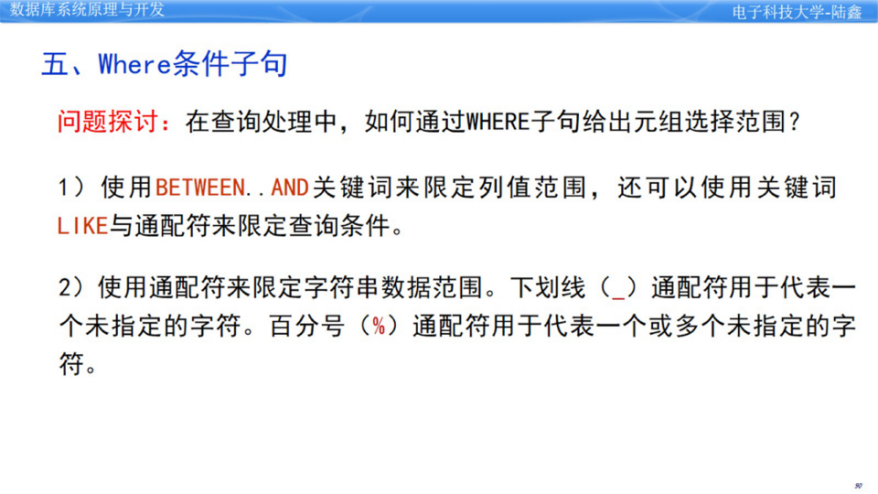 数据库系统原理与开发
电子科技大学-陆鑫
五、Where条件子句
问题探讨：在查询处理中，如何通过WHERE子句给出元组选择范围？
1）使用BETWEEN..AND关键词来限定列值范围，还可以使用关键词
LIKE与通配符来限定查询条件。
2）使用通配符来限定字符串数据范围。下划线（_）通配符用于代表一
个未指定的字符。百分号（%）通配符用于代表一个或多个未指定的字
符。
90